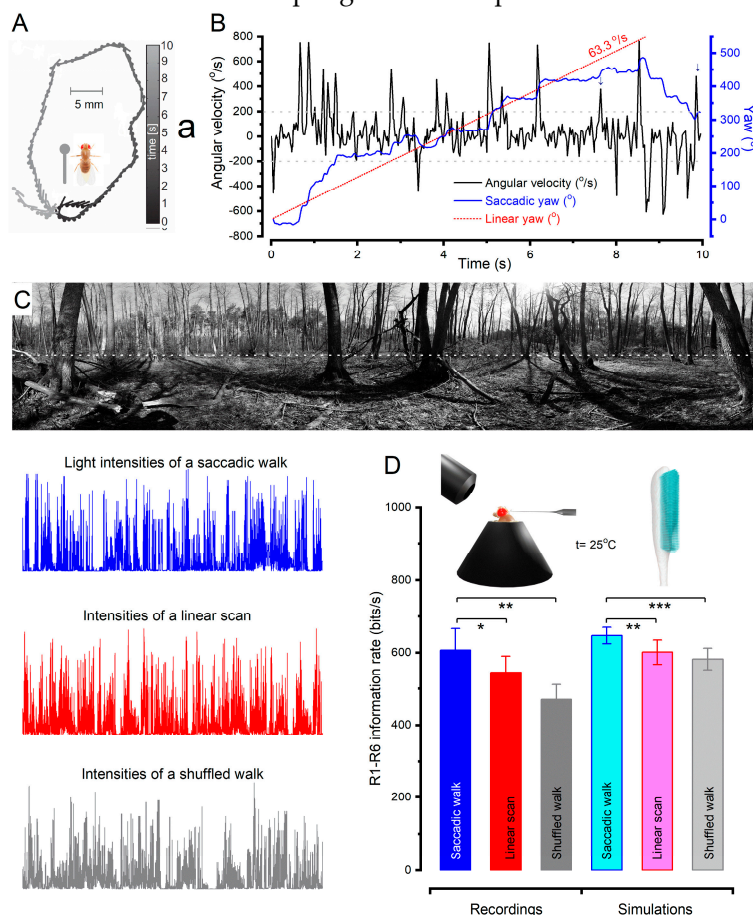 A
10
9
8
7
6
5
4
3
2
1
0
time [s]
5 mm
a
B
Angular velocity (°/s)
800
600
400
200
0
-200
-400
-600
-800
63.3 °/s
500
400
300
200
100
0
Yaw (°)
Angular velocity (°/s)
Saccadic yaw (°)
Linear yaw (°)
0 2 4 6 8 10
Time (s)
C
Light intensities of a saccadic walk
Intensities of a linear scan
Intensities of a shuffled walk
D
t= 25°C
R1-R6 information rate (bits/s)
1000
800
600
400
200
0
** ***
* **
Saccadic walk
Linear scan
Shuffled walk
Saccadic walk
Linear scan
Shuffled walk
Recordings Simulations